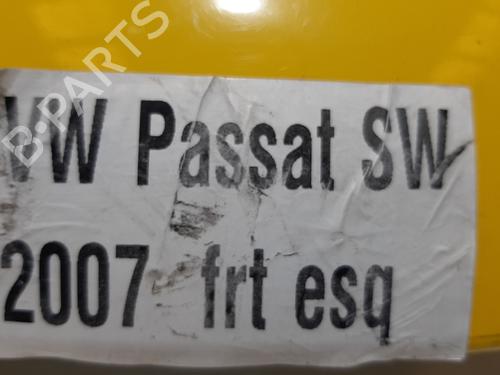 B-PARTS
VW Passat SW
2007 frt esq